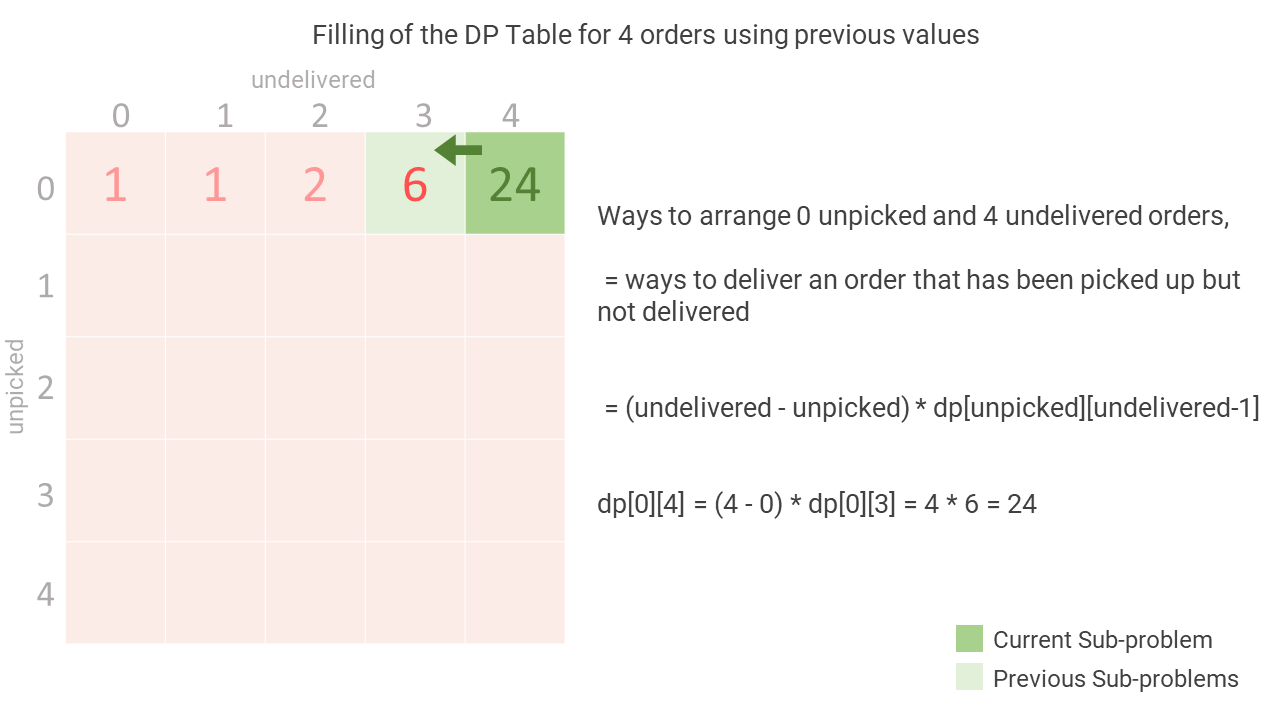 Filling of the DP Table for 4 orders using previous values
undelivered
0 1 2 3 4
0 1 1 2 6 24
1
2
3
4
unpicked
Ways to arrange 0 unpicked and 4 undelivered orders,
= ways to deliver an order that has been picked up but
not delivered
= (undelivered - unpicked) * dp[unpicked][undelivered-1]
dp[0][4] = (4 - 0) * dp[0][3] = 4 * 6 = 24
Current Sub-problem
Previous Sub-problems